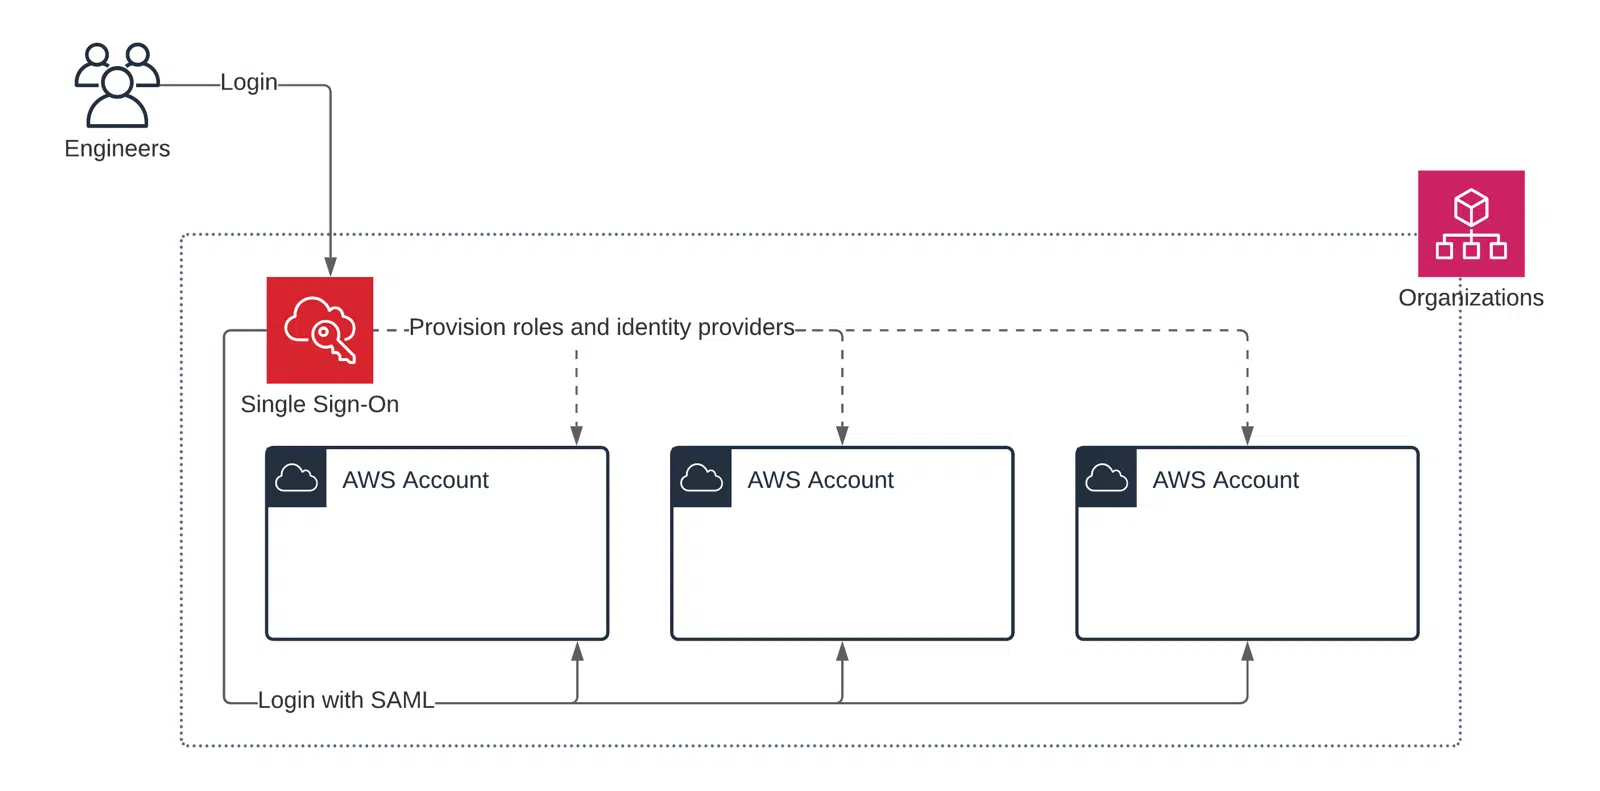 Login
Engineers
Organizations
Provision roles and identity providers
Single Sign-On
AWS Account
AWS Account
AWS Account
Login with SAML